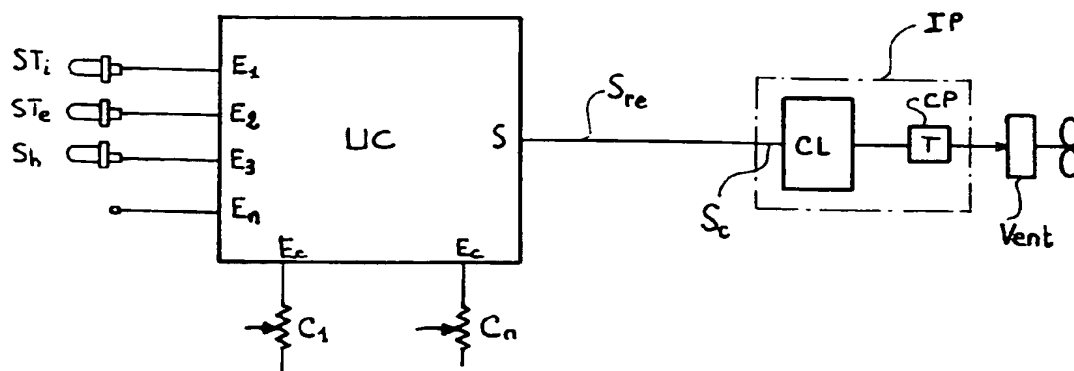 IP
STi
E1
Sre
CP
STe
E2
UC
S
CL
T
Sh
E3
Sc
En
Vent
Ec
Ec
C1
Cn